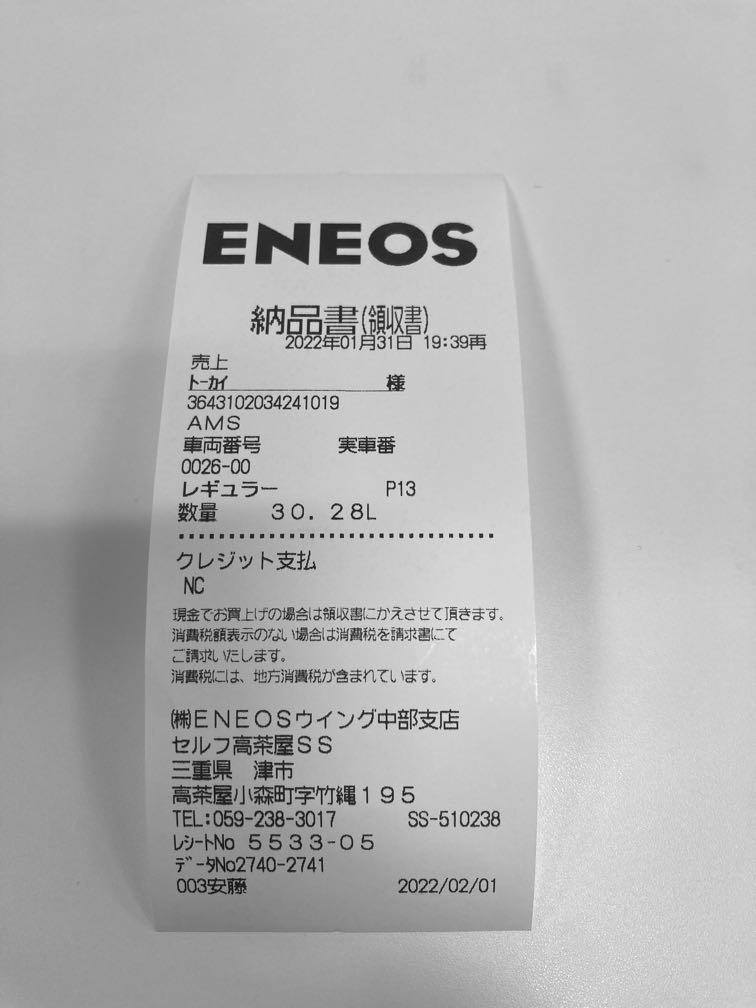 ENEOS
納品書(領収書)
2022年01月31日 19:39再
売上
ﾄｰｶｲ 様
3643102034241019
ＡＭＳ
車両番号 実車番
0026-00
レギュラー P13
数量 ３０．２８L
クレジット支払
NC
現金でお買上げの場合は領収書にかえさせて頂きます。
消費税額表示のない場合は消費税を請求書にて
ご請求いたします。
消費税には、地方消費税が含まれています。
㈱ＥＮＥＯＳウイング中部支店
セルフ高茶屋ＳＳ
三重県　津市
高茶屋小森町字竹縄１９５
TEL:059-238-3017 SS-510238
ﾚｼｰﾄNo ５５３３-０５
ﾃﾞｰﾀNo2740-2741
003安藤 2022/02/01